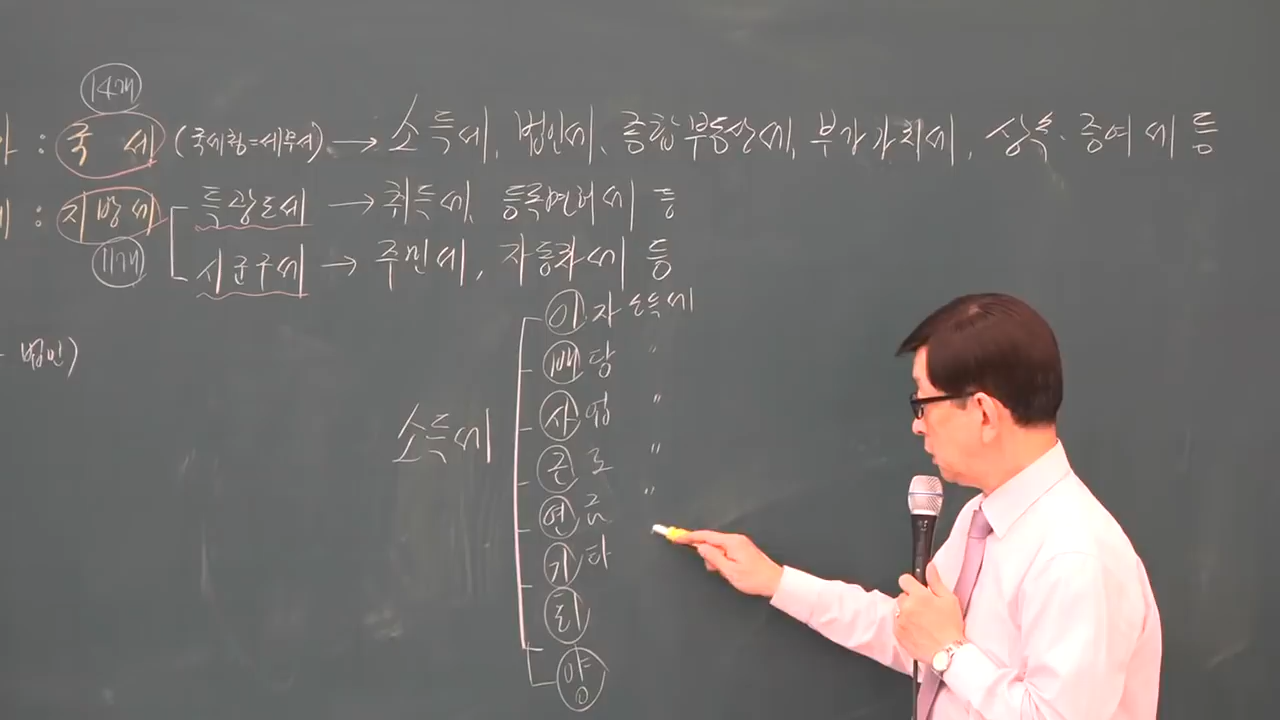 14개
: 국 세 (국세청=세무서) → 소득세, 법인세, 종합부동산세, 부가가치세, 상속·증여세 등
: 지방세 특광도세 → 취득세, 등록면허세 등
11개 시군구세 → 주민세, 자동차세 등
법인)
소득세
이자 소득세
배당 〃
사업 〃
근로 〃
연금 〃
기타
퇴
양